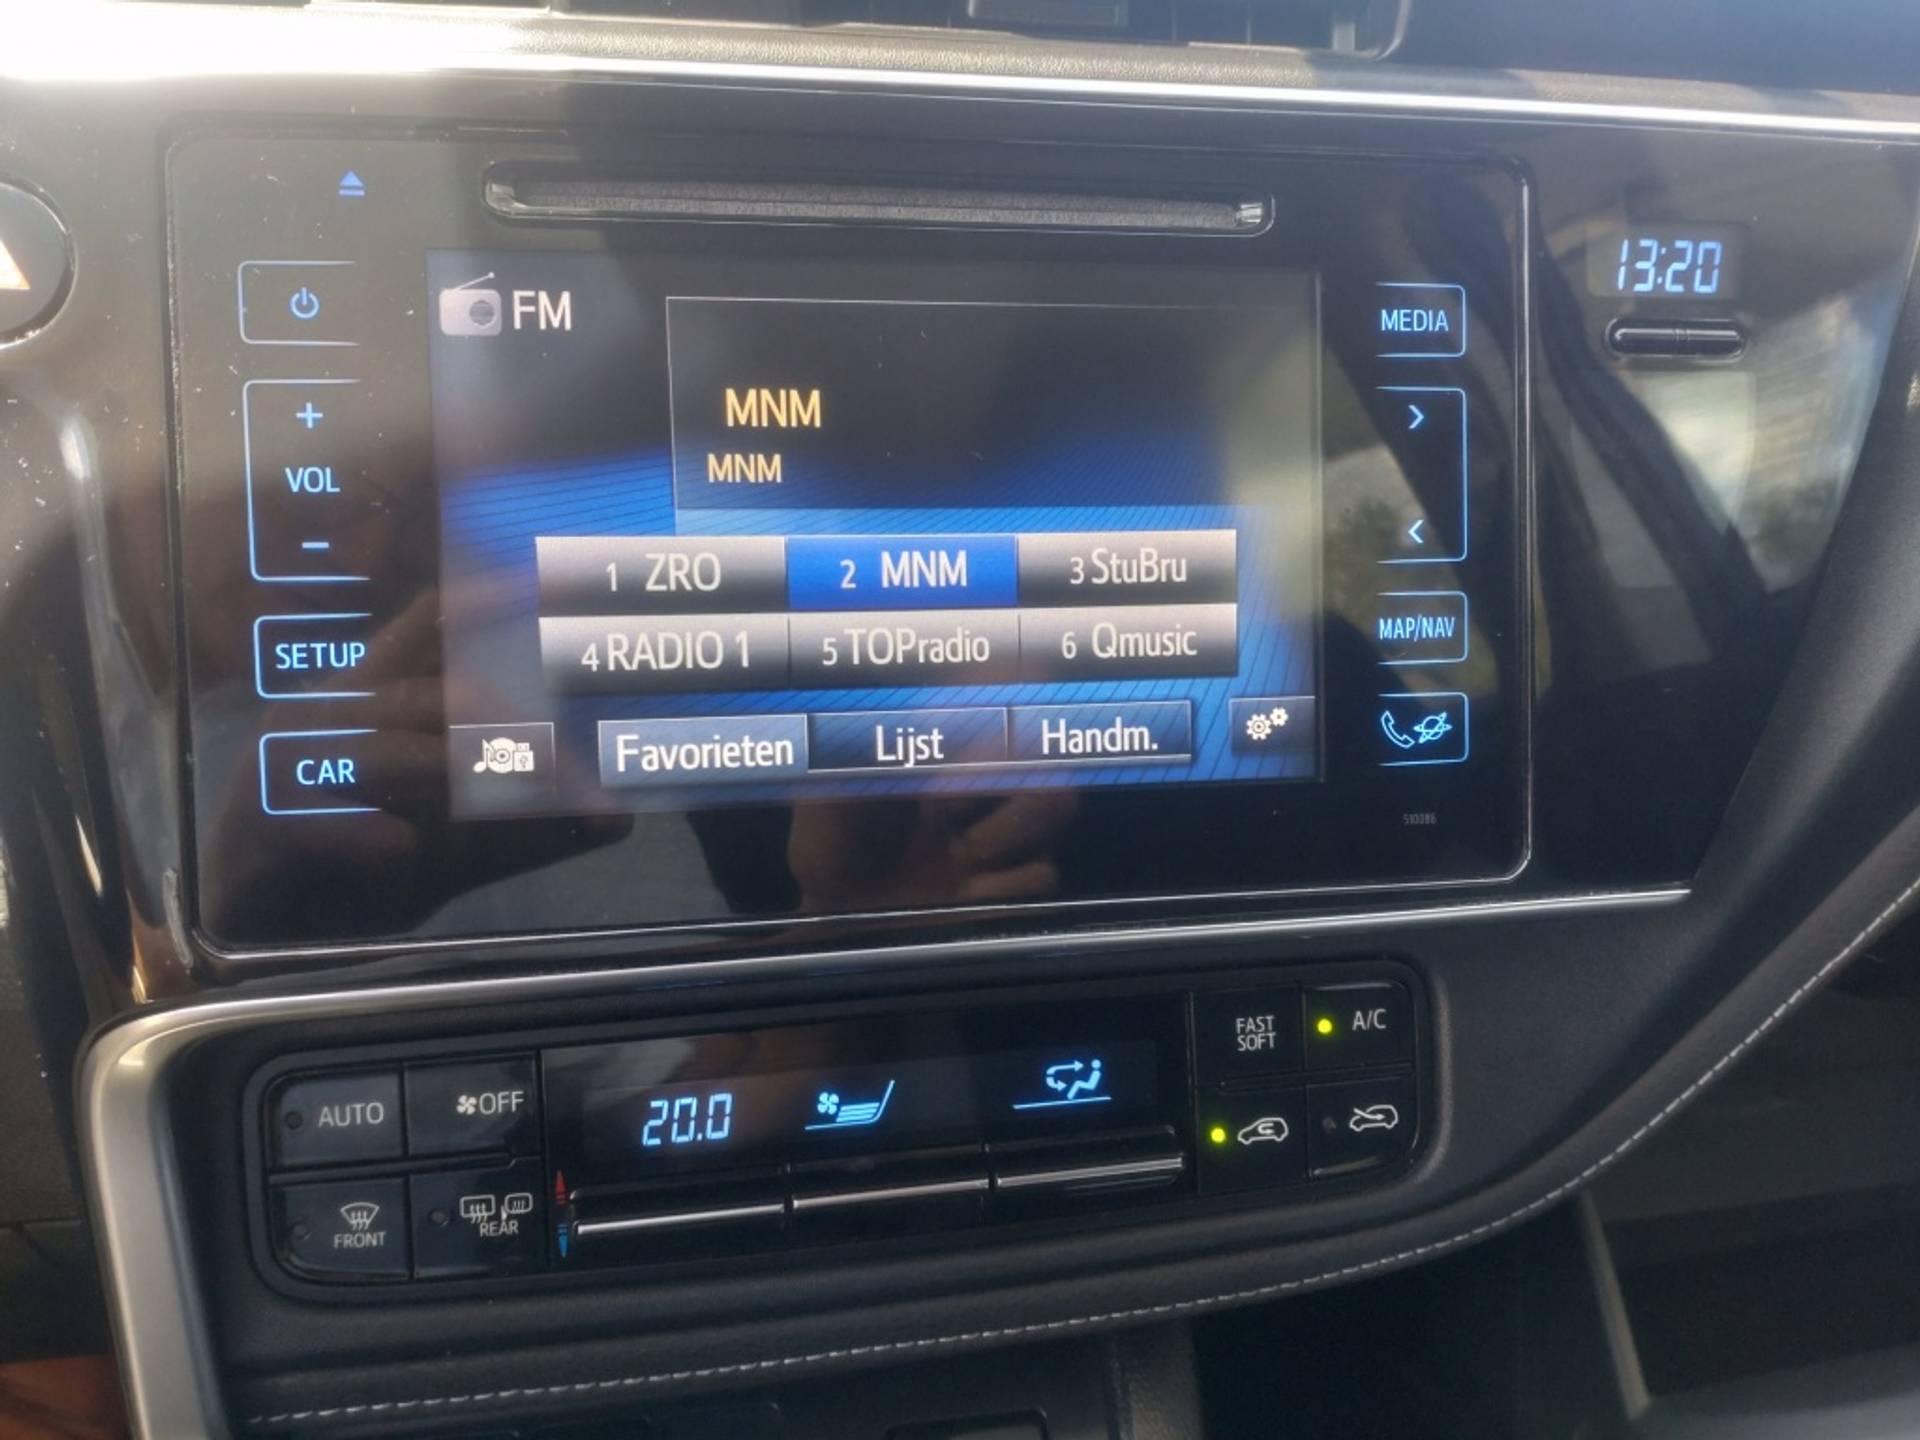 13:20
FM
MEDIA
MNM
MNM
+
VOL
−
>
<
1 ZRO
2 MNM
3 StuBru
4 RADIO 1
5 TOPradio
6 Qmusic
SETUP
MAP/NAV
Favorieten
Lijst
Handm.
CAR
510086
FAST
SOFT
A/C
AUTO
OFF
20.0
FRONT
REAR